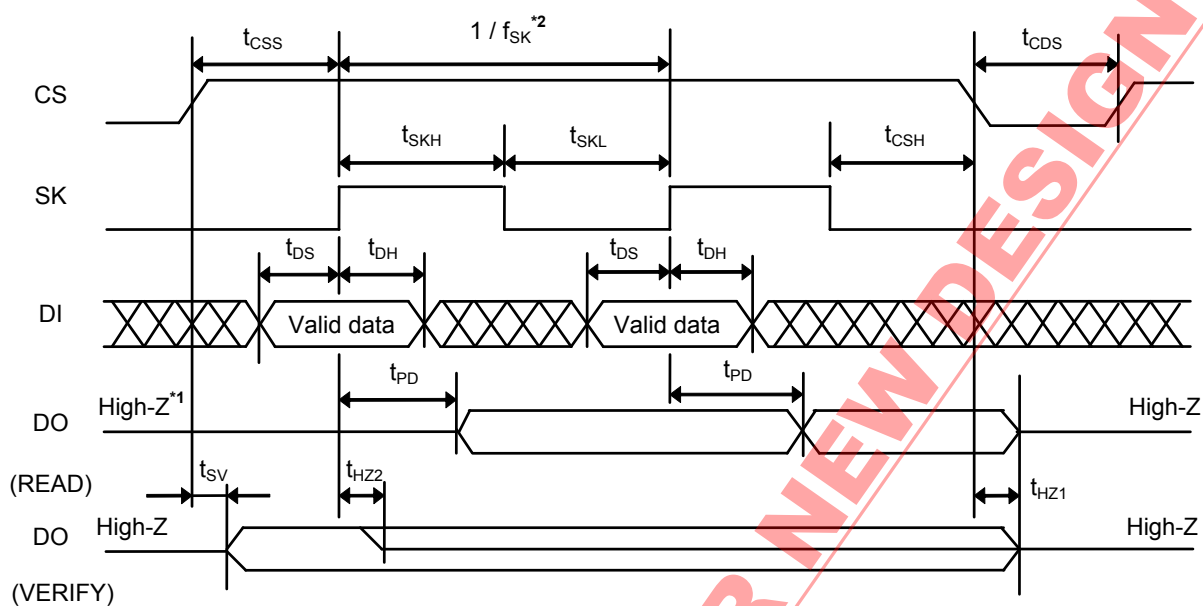 tCSS
1 / fSK*2
tCDS
CS
tSKH
tSKL
tCSH
SK
tDS
tDH
tDS
tDH
DI
Valid data
Valid data
tPD
tPD
High-Z*1
High-Z
DO
(READ)
tSV
tHZ2
tHZ1
High-Z
High-Z
DO
(VERIFY)
R NEW DESIGN